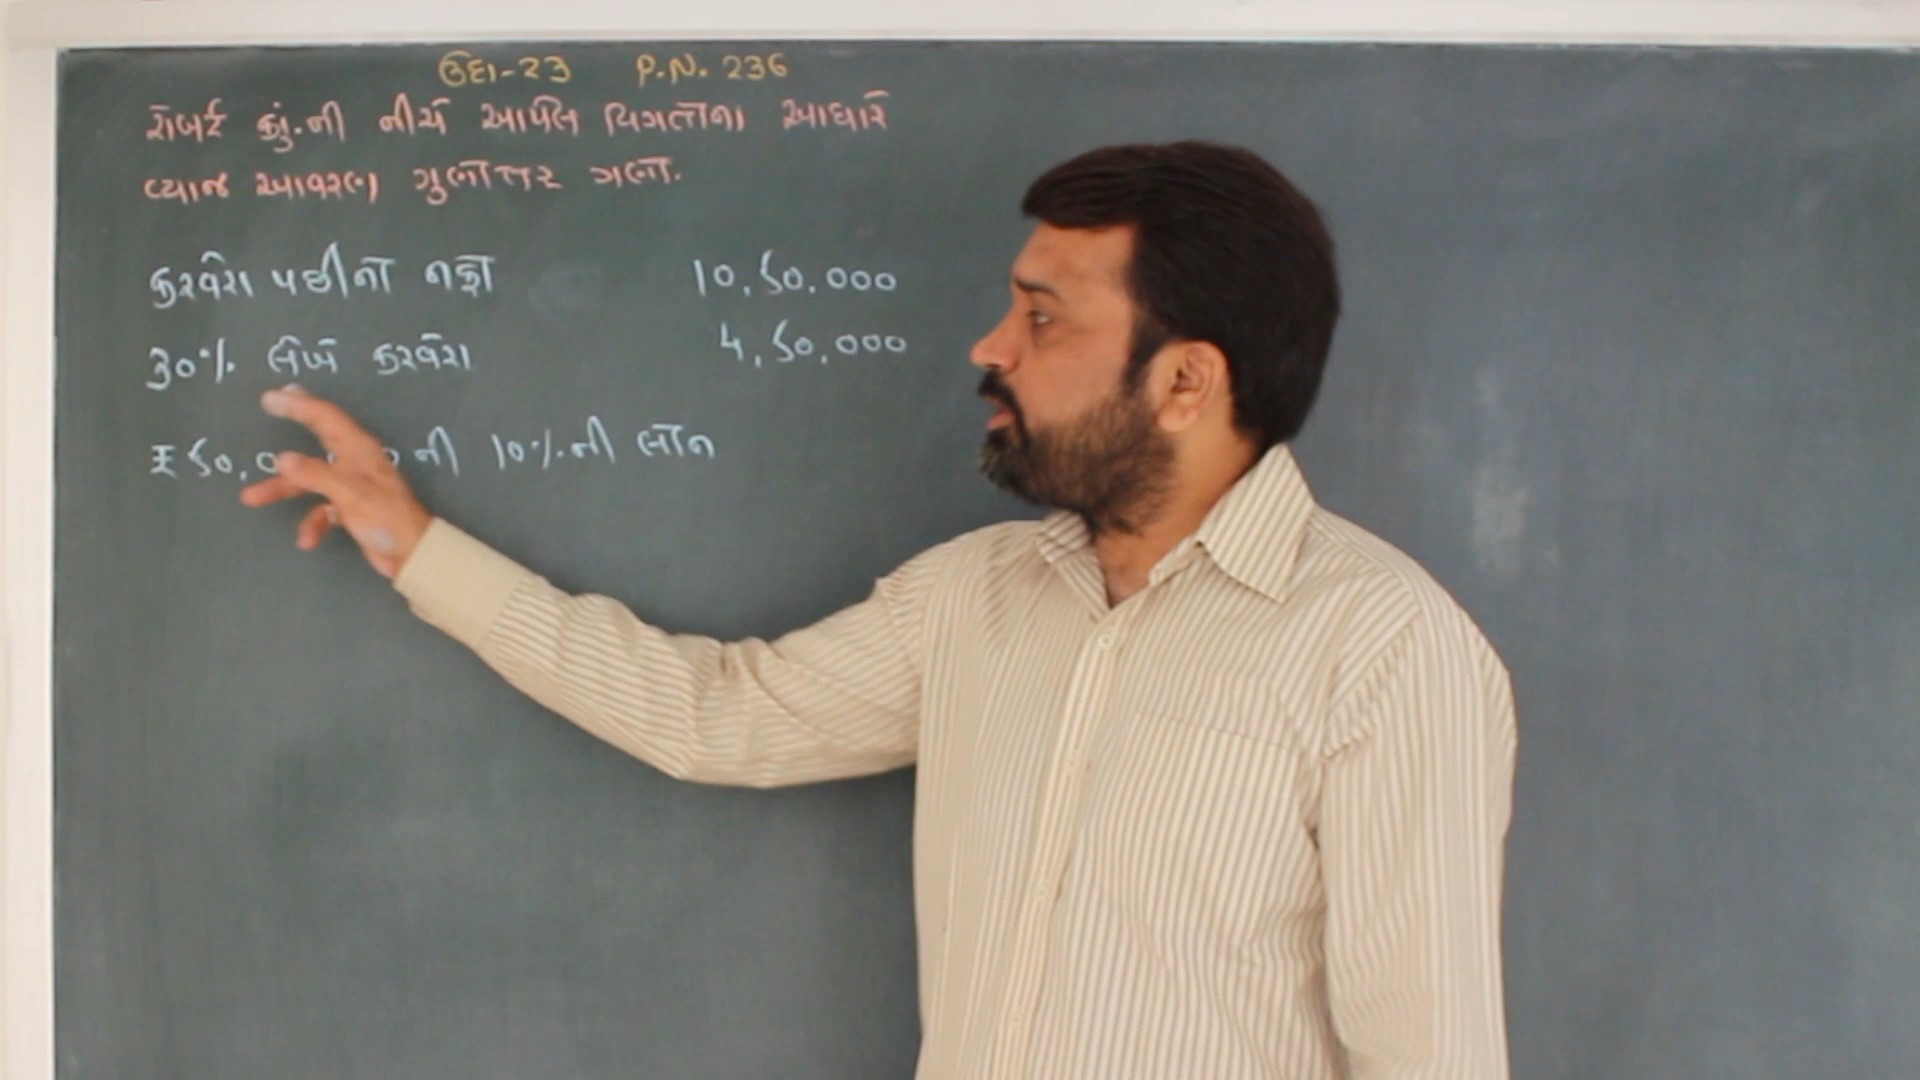 ઉદા-23 P.N. 236
રોબર્ટ કું.ની નીચે આપેલ વિગતોના આધારે
વ્યાજ આવરણ ગુણોત્તર ગણો.
કરવેરા પછીનો નફો 10,50,000
30% લેખે કરવેરા 4,50,000
ની 10%ની લોન